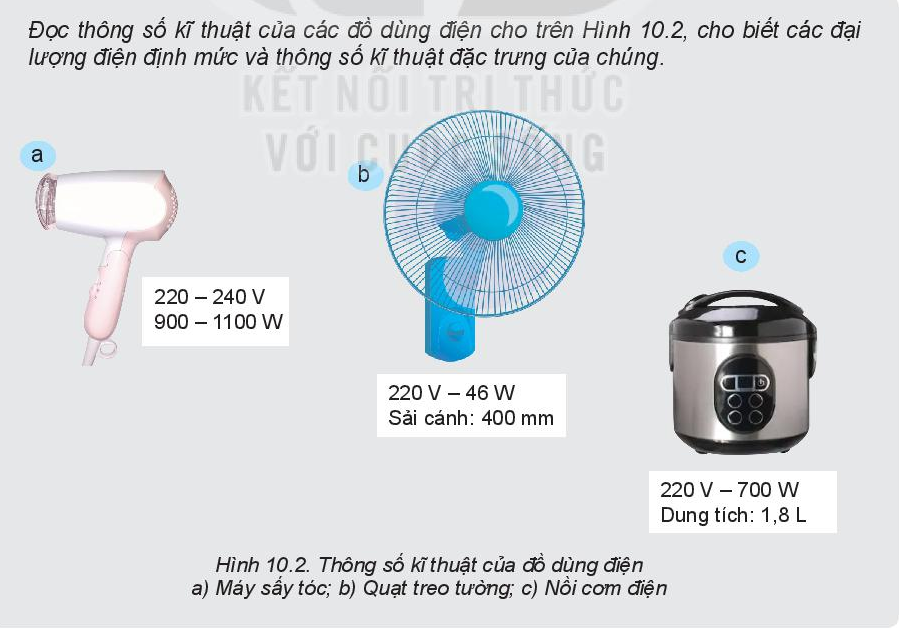 Đọc thông số kĩ thuật của các đồ dùng điện cho trên Hình 10.2, cho biết các đại
lượng điện định mức và thông số kĩ thuật đặc trưng của chúng.
KẾT NỐI TRI THỨC
VỚI CUỘC SỐNG
a
b
c
220 – 240 V
900 – 1100 W
220 V – 46 W
Sải cánh: 400 mm
220 V – 700 W
Dung tích: 1,8 L
Hình 10.2. Thông số kĩ thuật của đồ dùng điện
a) Máy sấy tóc; b) Quạt treo tường; c) Nồi cơm điện